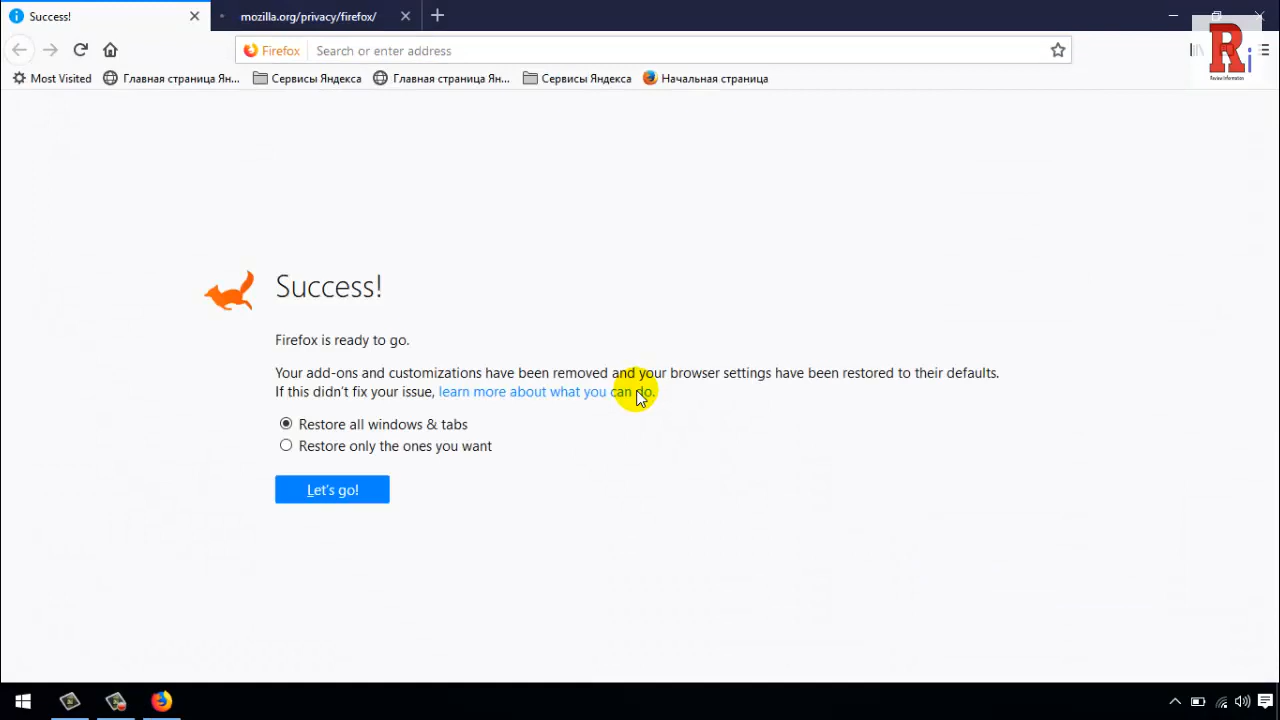 Success!
mozilla.org/privacy/firefox/
Firefox
Search or enter address
Most Visited
Главная страница Ян...
Сервисы Яндекса
Главная страница Ян...
Сервисы Яндекса
Начальная страница
Ri
Review Information
Success!
Firefox is ready to go.
Your add-ons and customizations have been removed and your browser settings have been restored to their defaults.
If this didn't fix your issue, learn more about what you can do.
Restore all windows & tabs
Restore only the ones you want
Let's go!